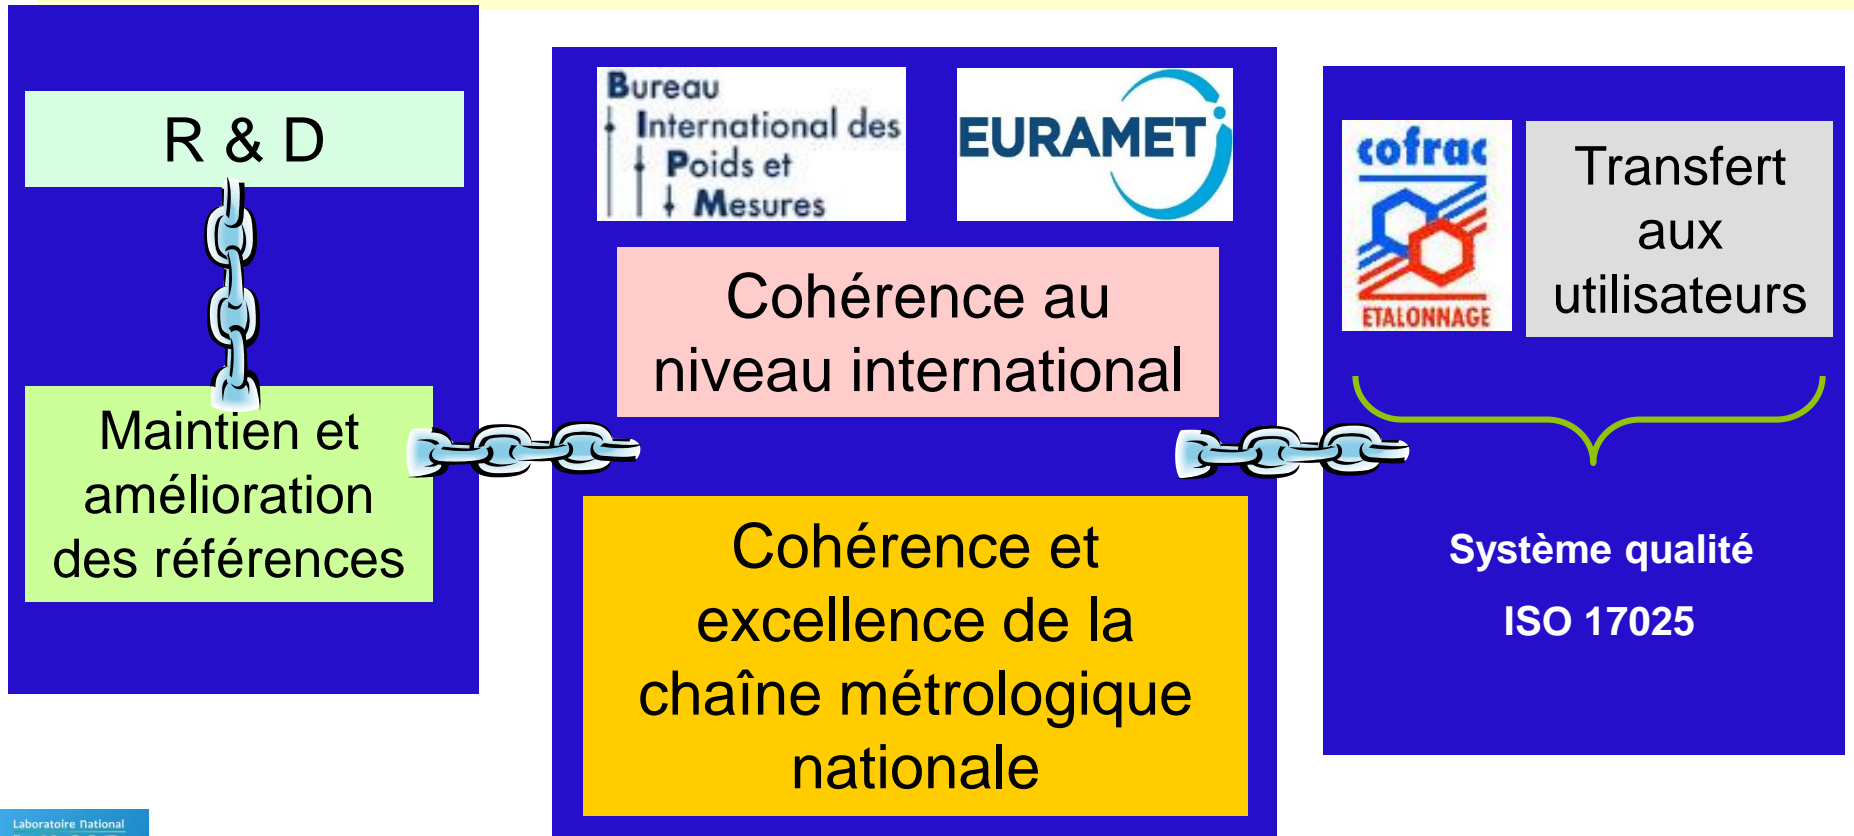 R & D
Maintien et
amélioration
des références
Bureau
International des
Poids et
Mesures
EURAMET
Cohérence au
niveau international
Cohérence et
excellence de la
chaîne métrologique
nationale
cofrac
ETALONNAGE
Transfert
aux
utilisateurs
Système qualité
ISO 17025
Laboratoire national